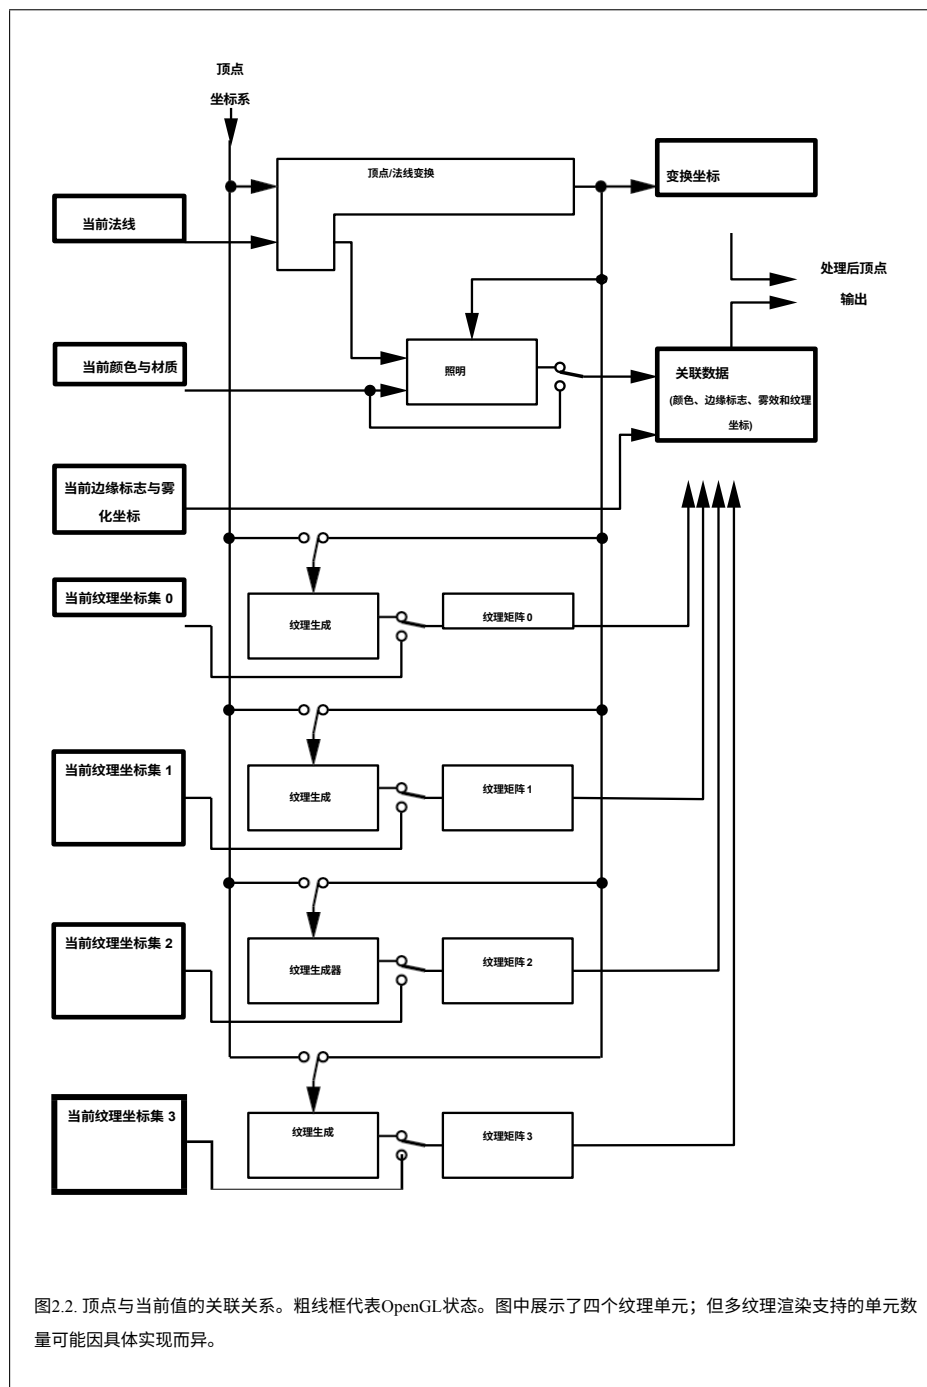 顶点
坐标系
顶点/法线变换
变换坐标
当前法线
处理后顶点
输出
当前颜色与材质
照明
关联数据
(颜色、边缘标志、雾效和纹理
坐标)
当前边缘标志与雾
化坐标
当前纹理坐标集 0
纹理生成
纹理矩阵 0
当前纹理坐标集 1
纹理生成
纹理矩阵 1
当前纹理坐标集 2
纹理生成器
纹理矩阵 2
当前纹理坐标集 3
纹理生成
纹理矩阵 3
图2.2. 顶点与当前值的关联关系。粗线框代表OpenGL状态。图中展示了四个纹理单元；但多纹理渲染支持的单元数
量可能因具体实现而异。